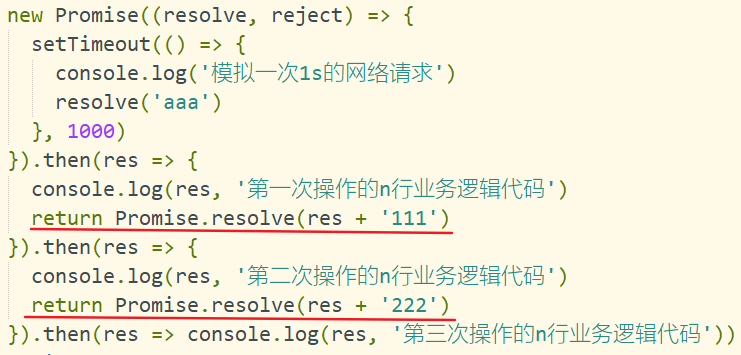 new Promise((resolve, reject) => {
  setTimeout(() => {
    console.log('模拟一次1s的网络请求')
    resolve('aaa')
  }, 1000)
}).then(res => {
  console.log(res, '第一次操作的n行业务逻辑代码')
  return Promise.resolve(res + '111')
}).then(res => {
  console.log(res, '第二次操作的n行业务逻辑代码')
  return Promise.resolve(res + '222')
}).then(res => console.log(res, '第三次操作的n行业务逻辑代码'))